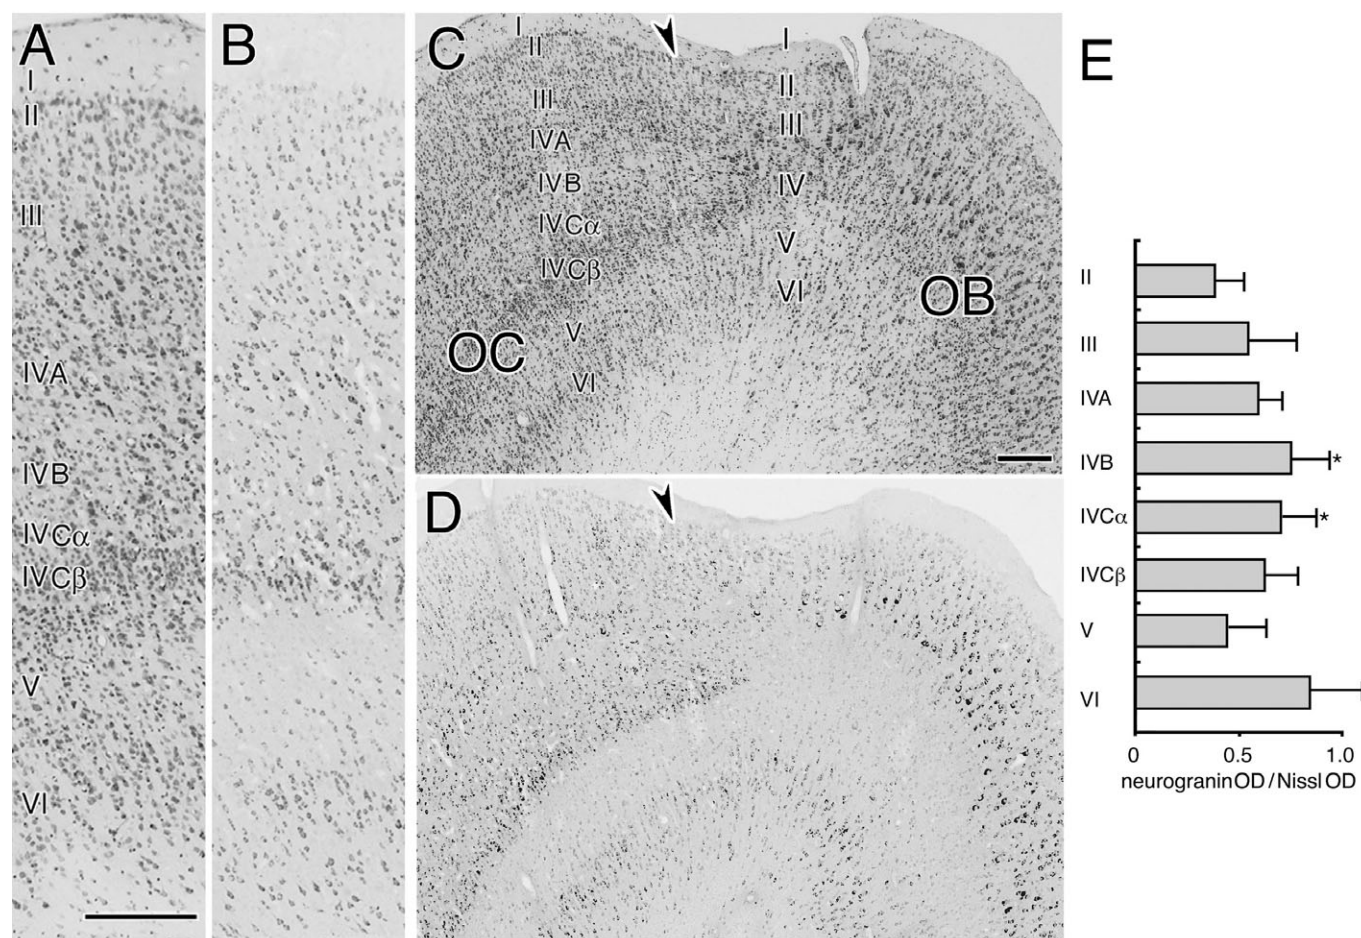 A
I
II
III
IVA
IVB
IVCα
IVCβ
V
VI
B
C
I
II
III
IVA
IVB
IVCα
IVCβ
V
VI
OC
I
II
III
IV
V
VI
OB
D
E
II
III
IVA
IVB *
IVCα *
IVCβ
V
VI
0 0.5 1.0
neurogranin OD / Nissl OD